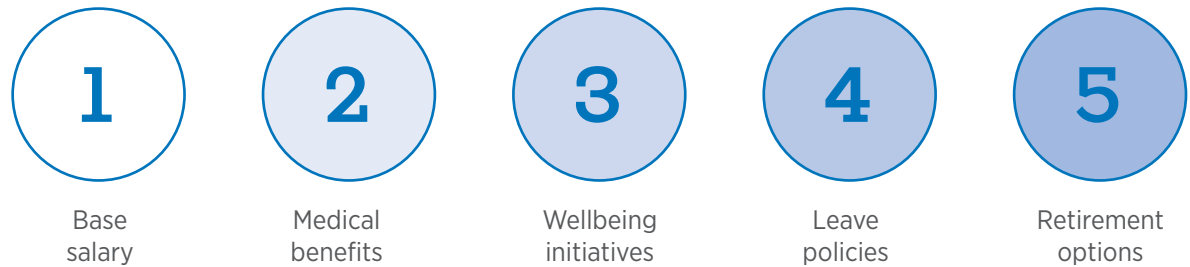 1
Base
salary
2
Medical
benefits
3
Wellbeing
initiatives
4
Leave
policies
5
Retirement
options